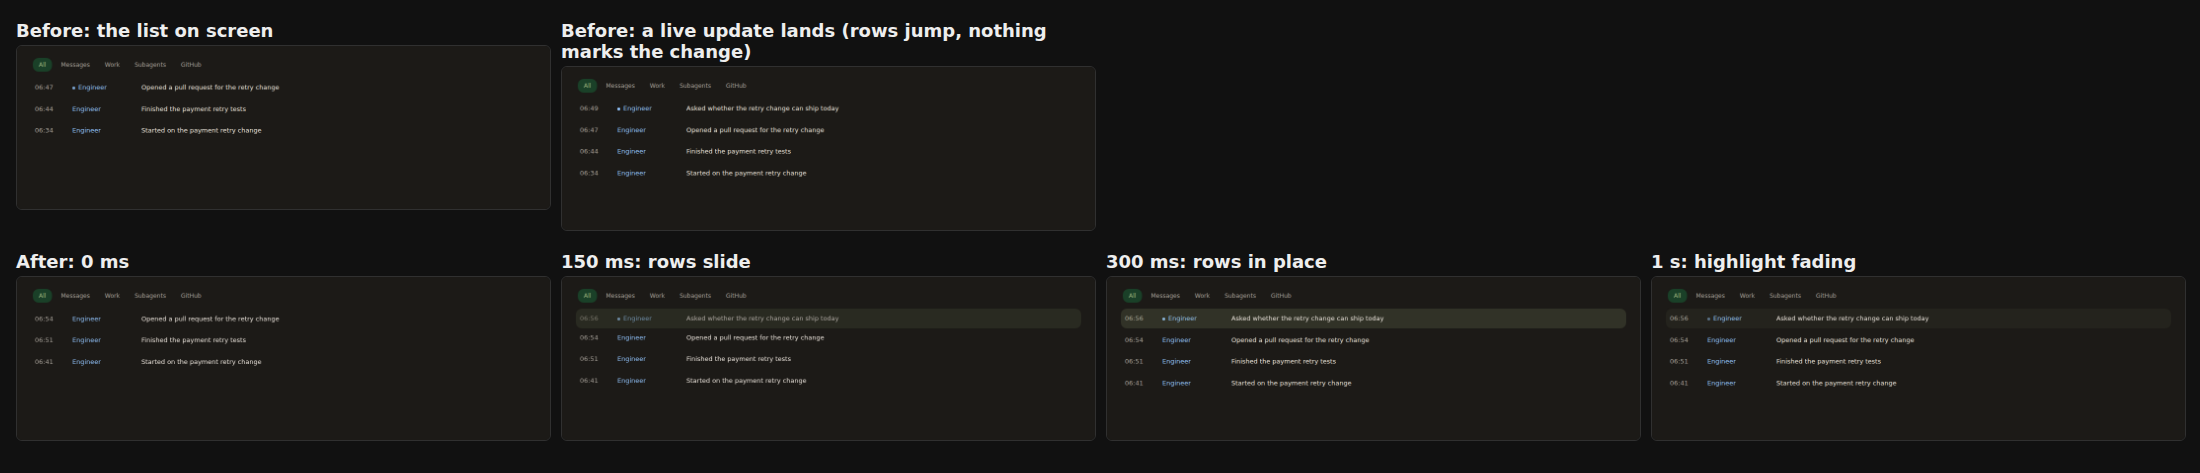 Before: the list on screen
All Messages Work Subagents GitHub
06:47 Engineer Opened a pull request for the retry change
06:44 Engineer Finished the payment retry tests
06:34 Engineer Started on the payment retry change
Before: a live update lands (rows jump, nothing
marks the change)
All Messages Work Subagents GitHub
06:49 Engineer Asked whether the retry change can ship today
06:47 Engineer Opened a pull request for the retry change
06:44 Engineer Finished the payment retry tests
06:34 Engineer Started on the payment retry change
After: 0 ms
All Messages Work Subagents GitHub
06:54 Engineer Opened a pull request for the retry change
06:51 Engineer Finished the payment retry tests
06:41 Engineer Started on the payment retry change
150 ms: rows slide
All Messages Work Subagents GitHub
06:56 Engineer Asked whether the retry change can ship today
06:54 Engineer Opened a pull request for the retry change
06:51 Engineer Finished the payment retry tests
06:41 Engineer Started on the payment retry change
300 ms: rows in place
All Messages Work Subagents GitHub
06:56 Engineer Asked whether the retry change can ship today
06:54 Engineer Opened a pull request for the retry change
06:51 Engineer Finished the payment retry tests
06:41 Engineer Started on the payment retry change
1 s: highlight fading
All Messages Work Subagents GitHub
06:56 Engineer Asked whether the retry change can ship today
06:54 Engineer Opened a pull request for the retry change
06:51 Engineer Finished the payment retry tests
06:41 Engineer Started on the payment retry change